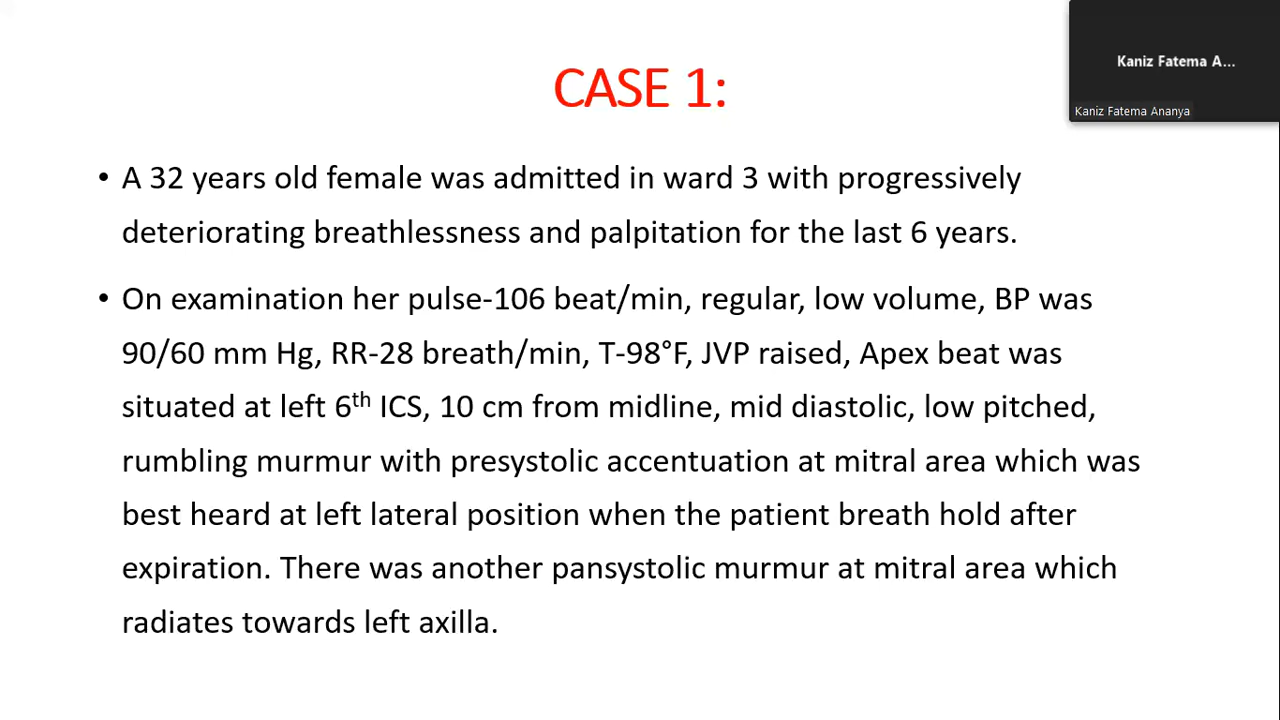 Kaniz Fatema A...
Kaniz Fatema Ananya
CASE 1:
• A 32 years old female was admitted in ward 3 with progressively
deteriorating breathlessness and palpitation for the last 6 years.
• On examination her pulse-106 beat/min, regular, low volume, BP was
90/60 mm Hg, RR-28 breath/min, T-98°F, JVP raised, Apex beat was
situated at left 6th ICS, 10 cm from midline, mid diastolic, low pitched,
rumbling murmur with presystolic accentuation at mitral area which was
best heard at left lateral position when the patient breath hold after
expiration. There was another pansystolic murmur at mitral area which
radiates towards left axilla.